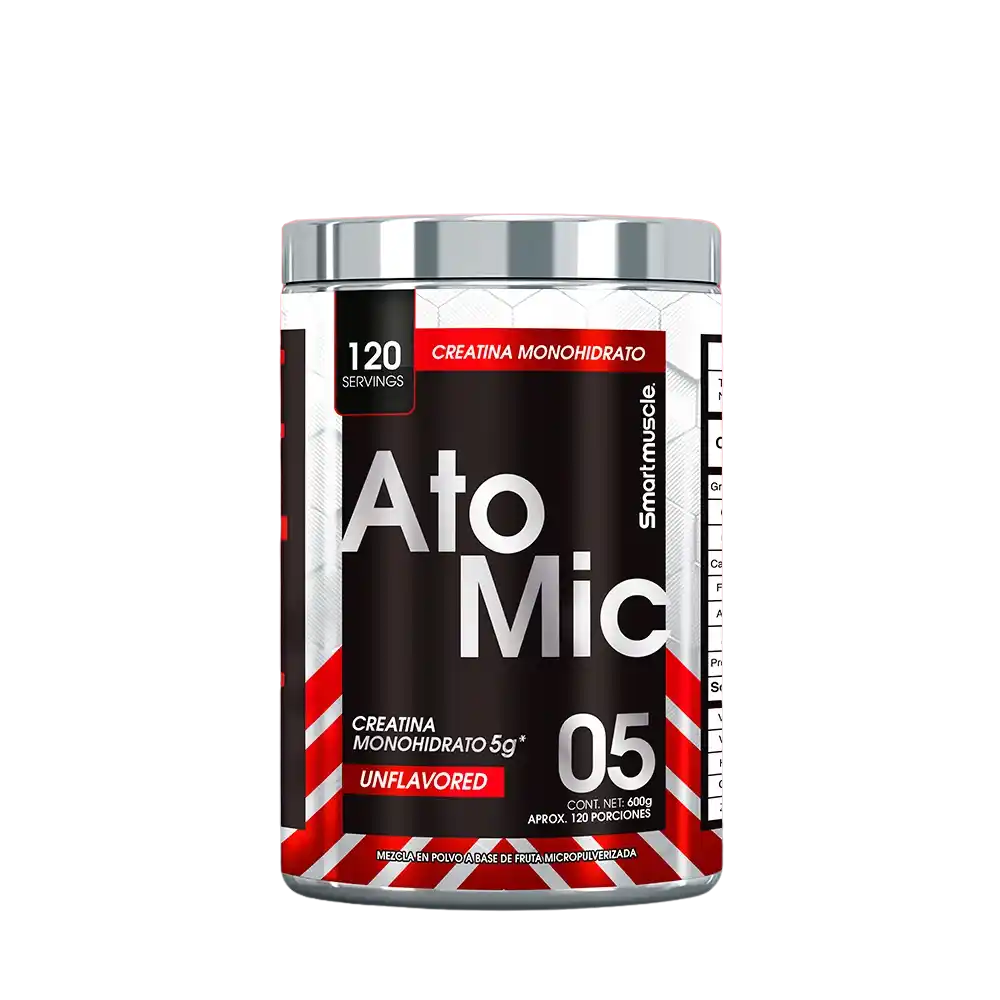 120
SERVINGS
CREATINA MONOHIDRATO
Smartmuscle.
Ato
Mic
CREATINA
MONOHIDRATO 5g*
UNFLAVORED
05
CONT. NET: 600g
APROX. 120 PORCIONES
MEZCLA EN POLVO A BASE DE FRUTA MICROPULVERIZADA